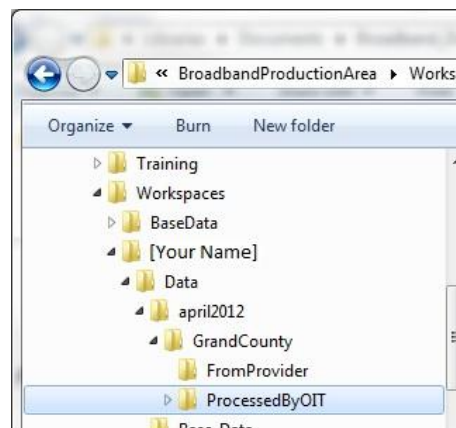 « BroadbandProductionArea ▸ Works
Organize ▾ Burn New folder
Training
Workspaces
BaseData
[Your Name]
Data
april2012
GrandCounty
FromProvider
ProcessedByOIT